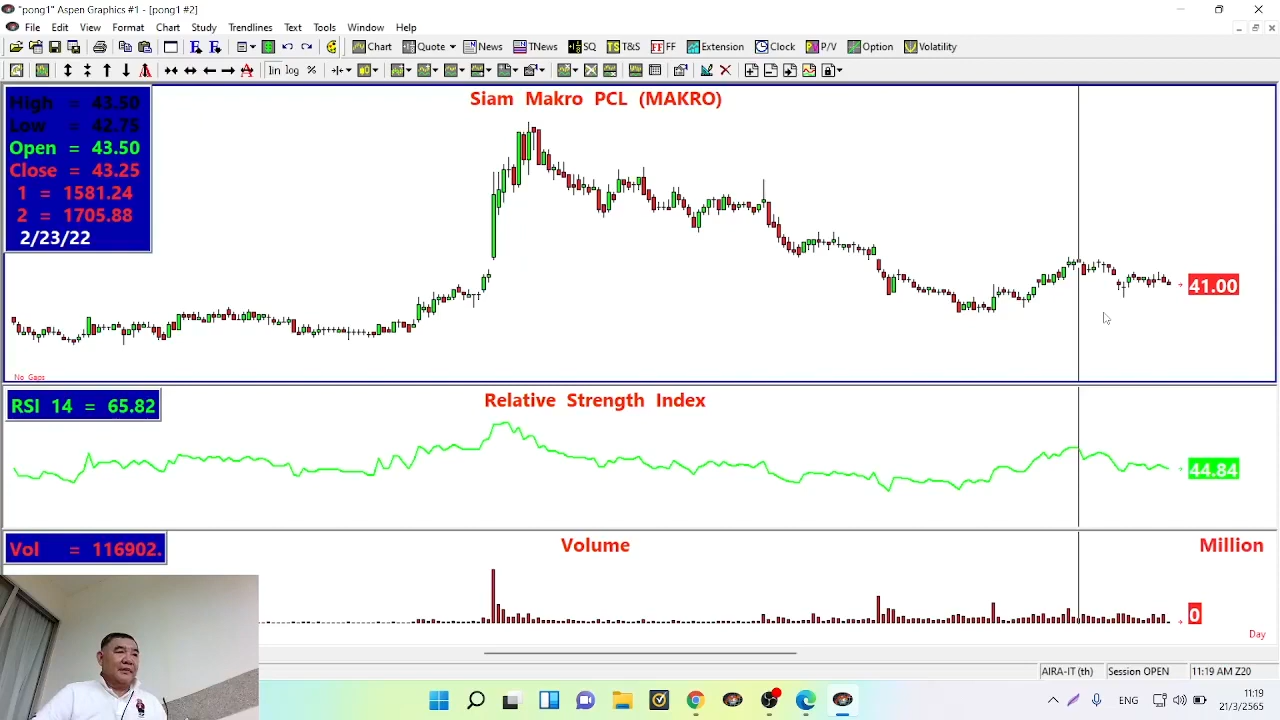 "pong1" Aspen Graphics #1 - [pong1 #2]
File Edit View Format Chart Study Trendlines Text Tools Window Help
Chart Quote News TNews SQ TS T&S FF FF Extension Clock P/V Option Volatility
lin log %
High = 43.50
Low = 42.75
Open = 43.50
Close = 43.25
1 = 1581.24
2 = 1705.88
2/23/22
Siam Makro PCL (MAKRO)
41.00
No Gaps
RSI 14 = 65.82
Relative Strength Index
44.84
Vol = 116902.
Volume
Million
0
Day
AIRA-IT (th) Session OPEN 11:19 AM Z20
ENG
11:19
2/3/2565